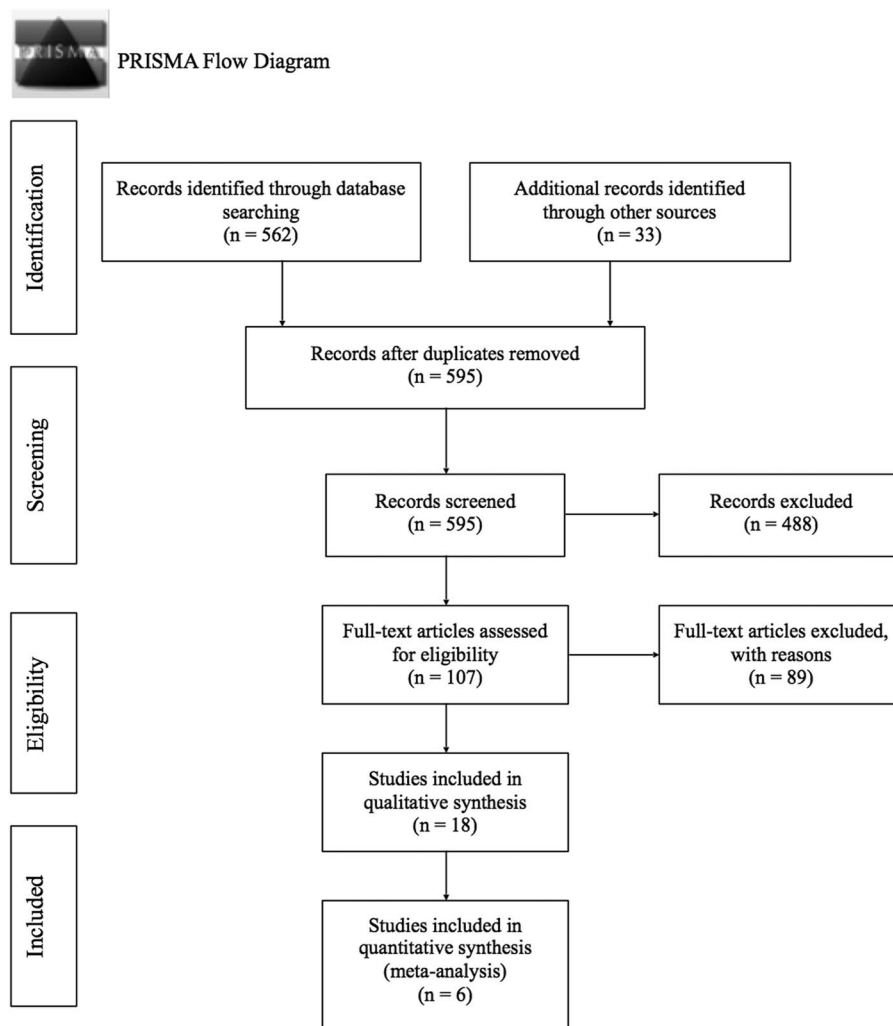 PRISMA
PRISMA Flow Diagram
Identification
Records identified through database
searching
(n = 562)
Additional records identified
through other sources
(n = 33)
Records after duplicates removed
(n = 595)
Screening
Records screened
(n = 595)
Records excluded
(n = 488)
Eligibility
Full-text articles assessed
for eligibility
(n = 107)
Full-text articles excluded,
with reasons
(n = 89)
Studies included in
qualitative synthesis
(n = 18)
Included
Studies included in
quantitative synthesis
(meta-analysis)
(n = 6)